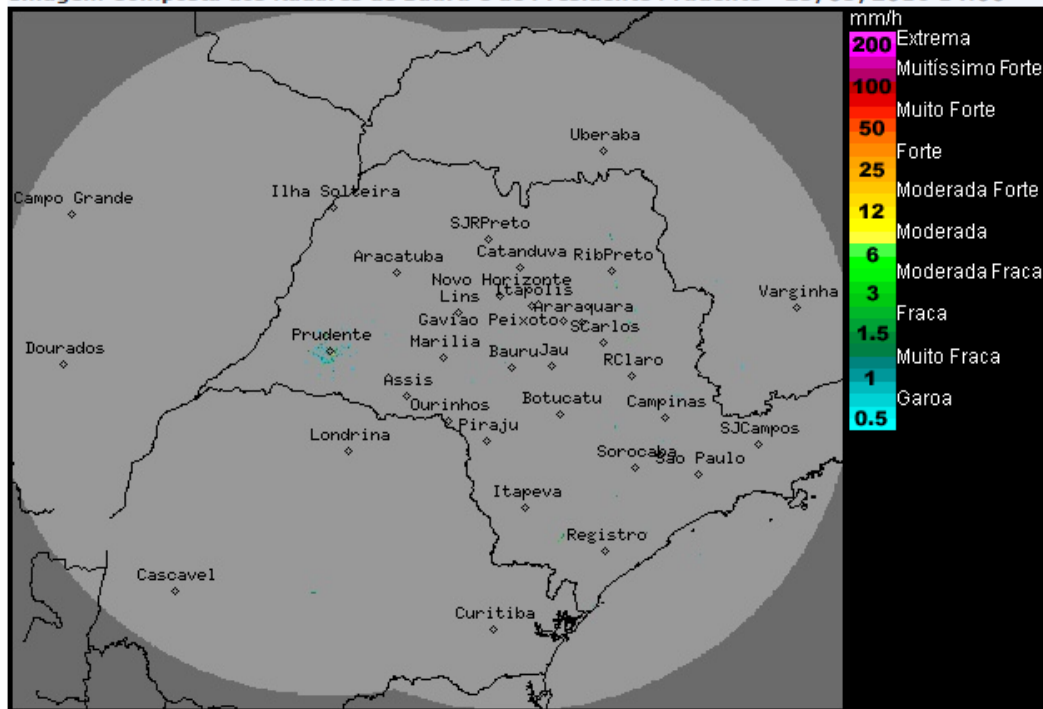 mm/h
200 Extrema
Muitíssimo Forte
100
Muito Forte
50
Forte
25
Moderada Forte
12
Moderada
6
Moderada Fraca
3
Fraca
1.5
Muito Fraca
1
Garoa
0.5
Uberaba
Campo Grande
Ilha Solteira
SJRPreto
Catanduva
RibPreto
Aracatuba
Novo Horizonte
Itapolis
Lins
Araraquara
Varginha
Gaviao Peixoto
SCarlos
Prudente
Marilia
Dourados
Bauru
Jau
RClaro
Assis
Ourinhos
Botucatu
Campinas
Piraju
SJCampos
Londrina
Sorocaba
Sao Paulo
Itapeva
Registro
Cascavel
Curitiba